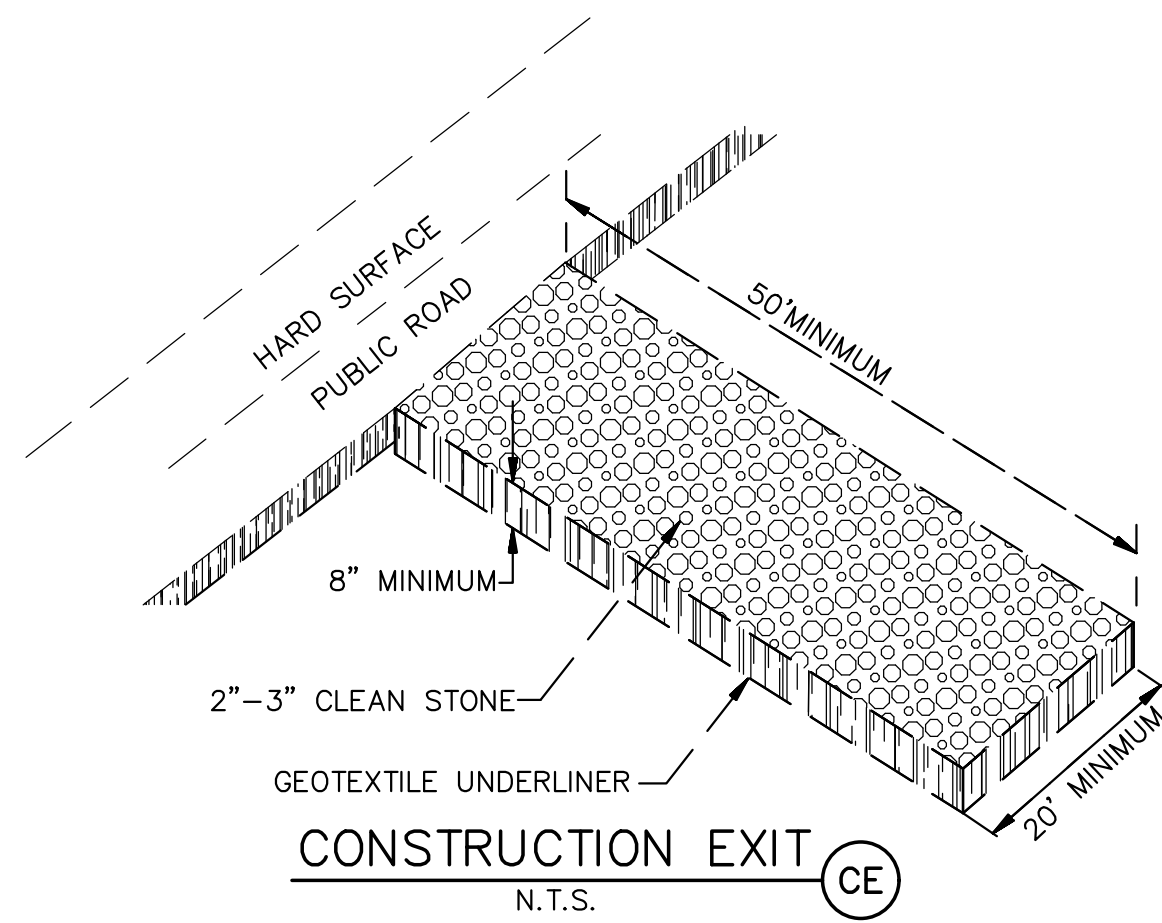 HARD SURFACE
PUBLIC ROAD
50'MINIMUM
8" MINIMUM
2"-3" CLEAN STONE
GEOTEXTILE UNDERLINER
20' MINIMUM
CONSTRUCTION EXIT
CE
N.T.S.